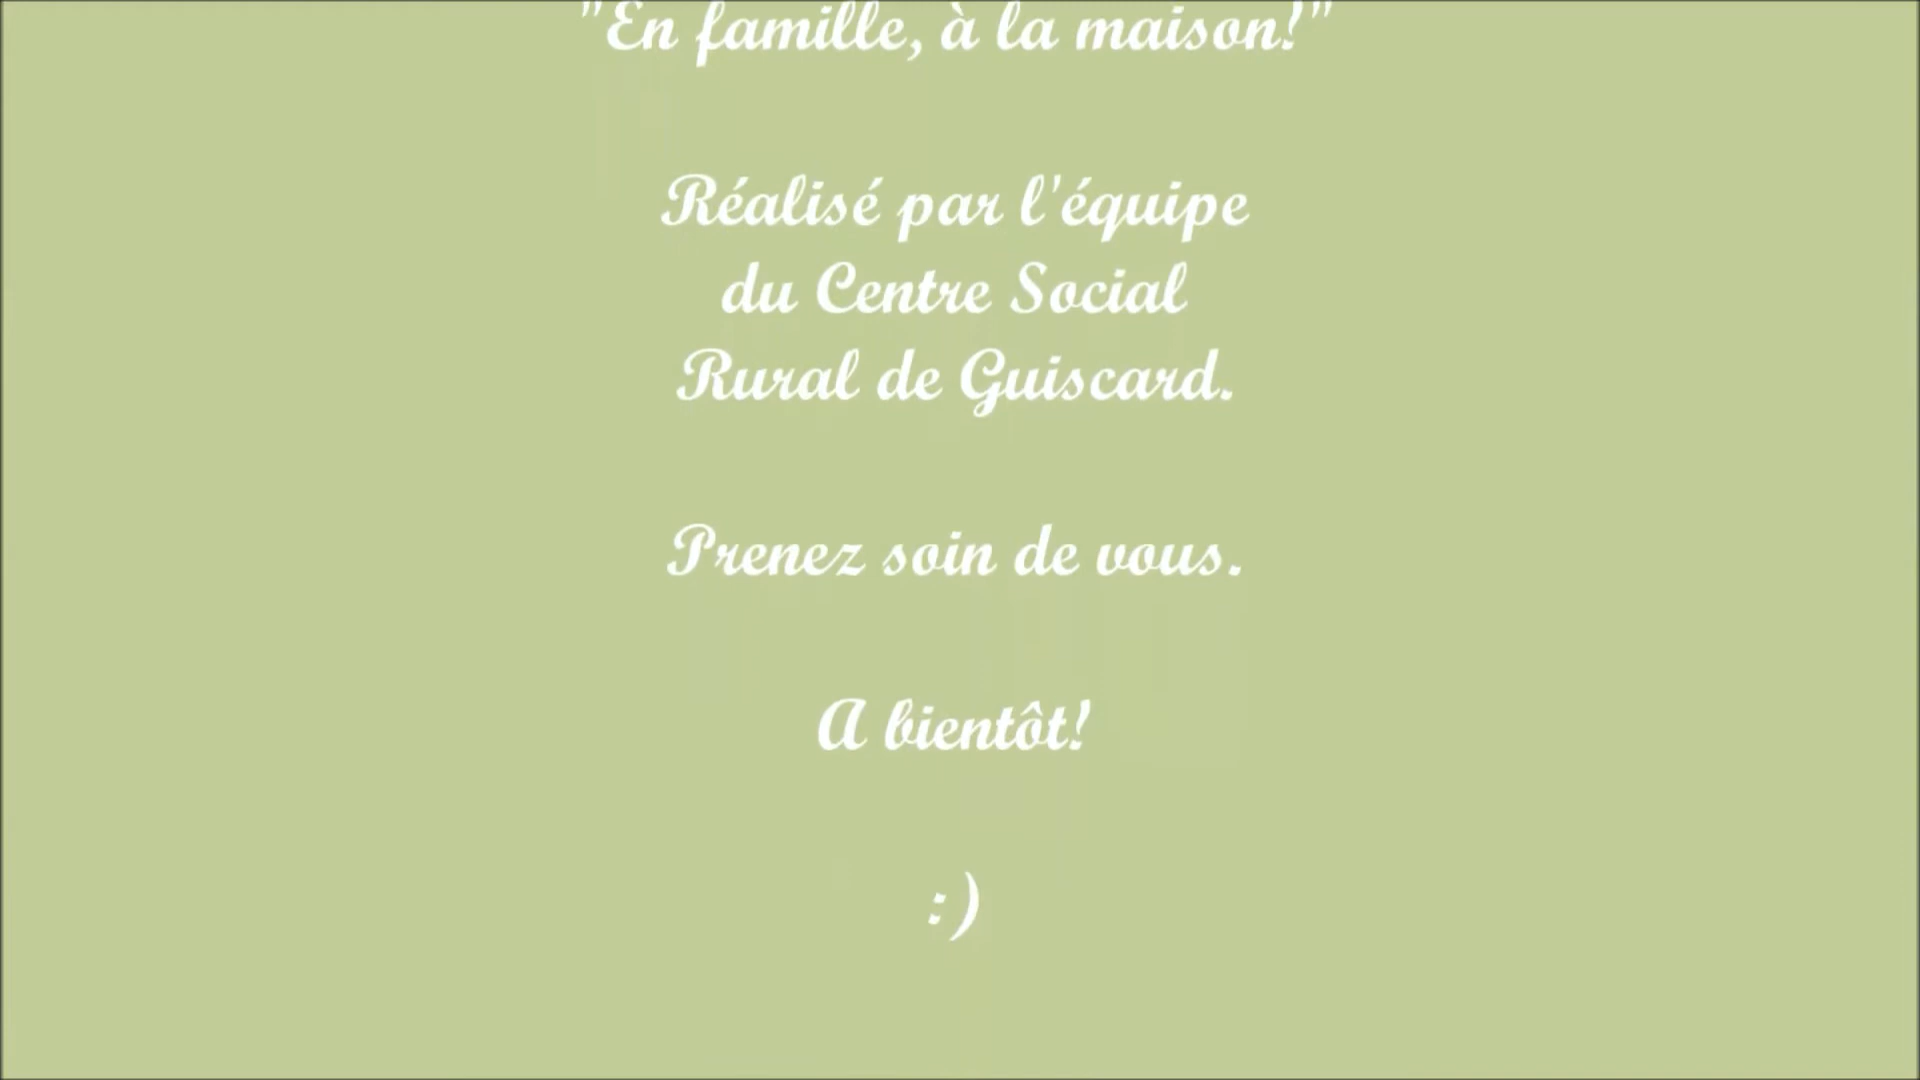 "En famille, à la maison!"
Réalisé par l'équipe
du Centre Social
Rural de Guiscard.
Prenez soin de vous.
A bientôt!
:)